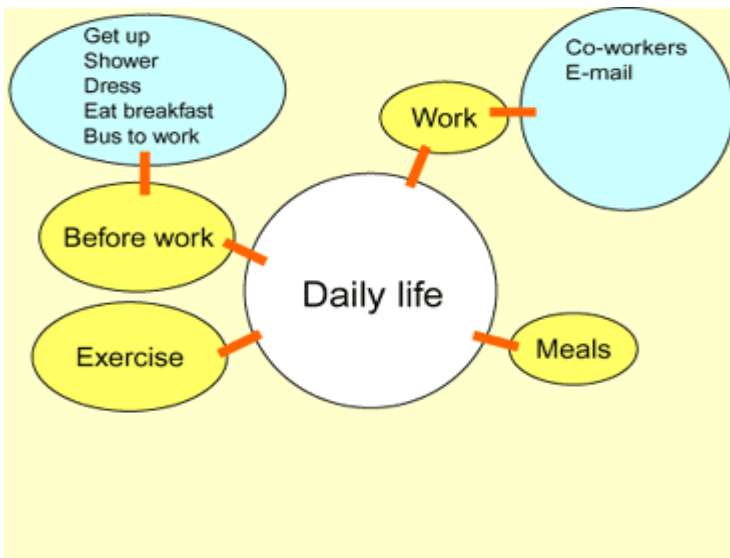 Get up
Shower
Dress
Eat breakfast
Bus to work
Co-workers
E-mail
Work
Before work
Daily life
Exercise
Meals